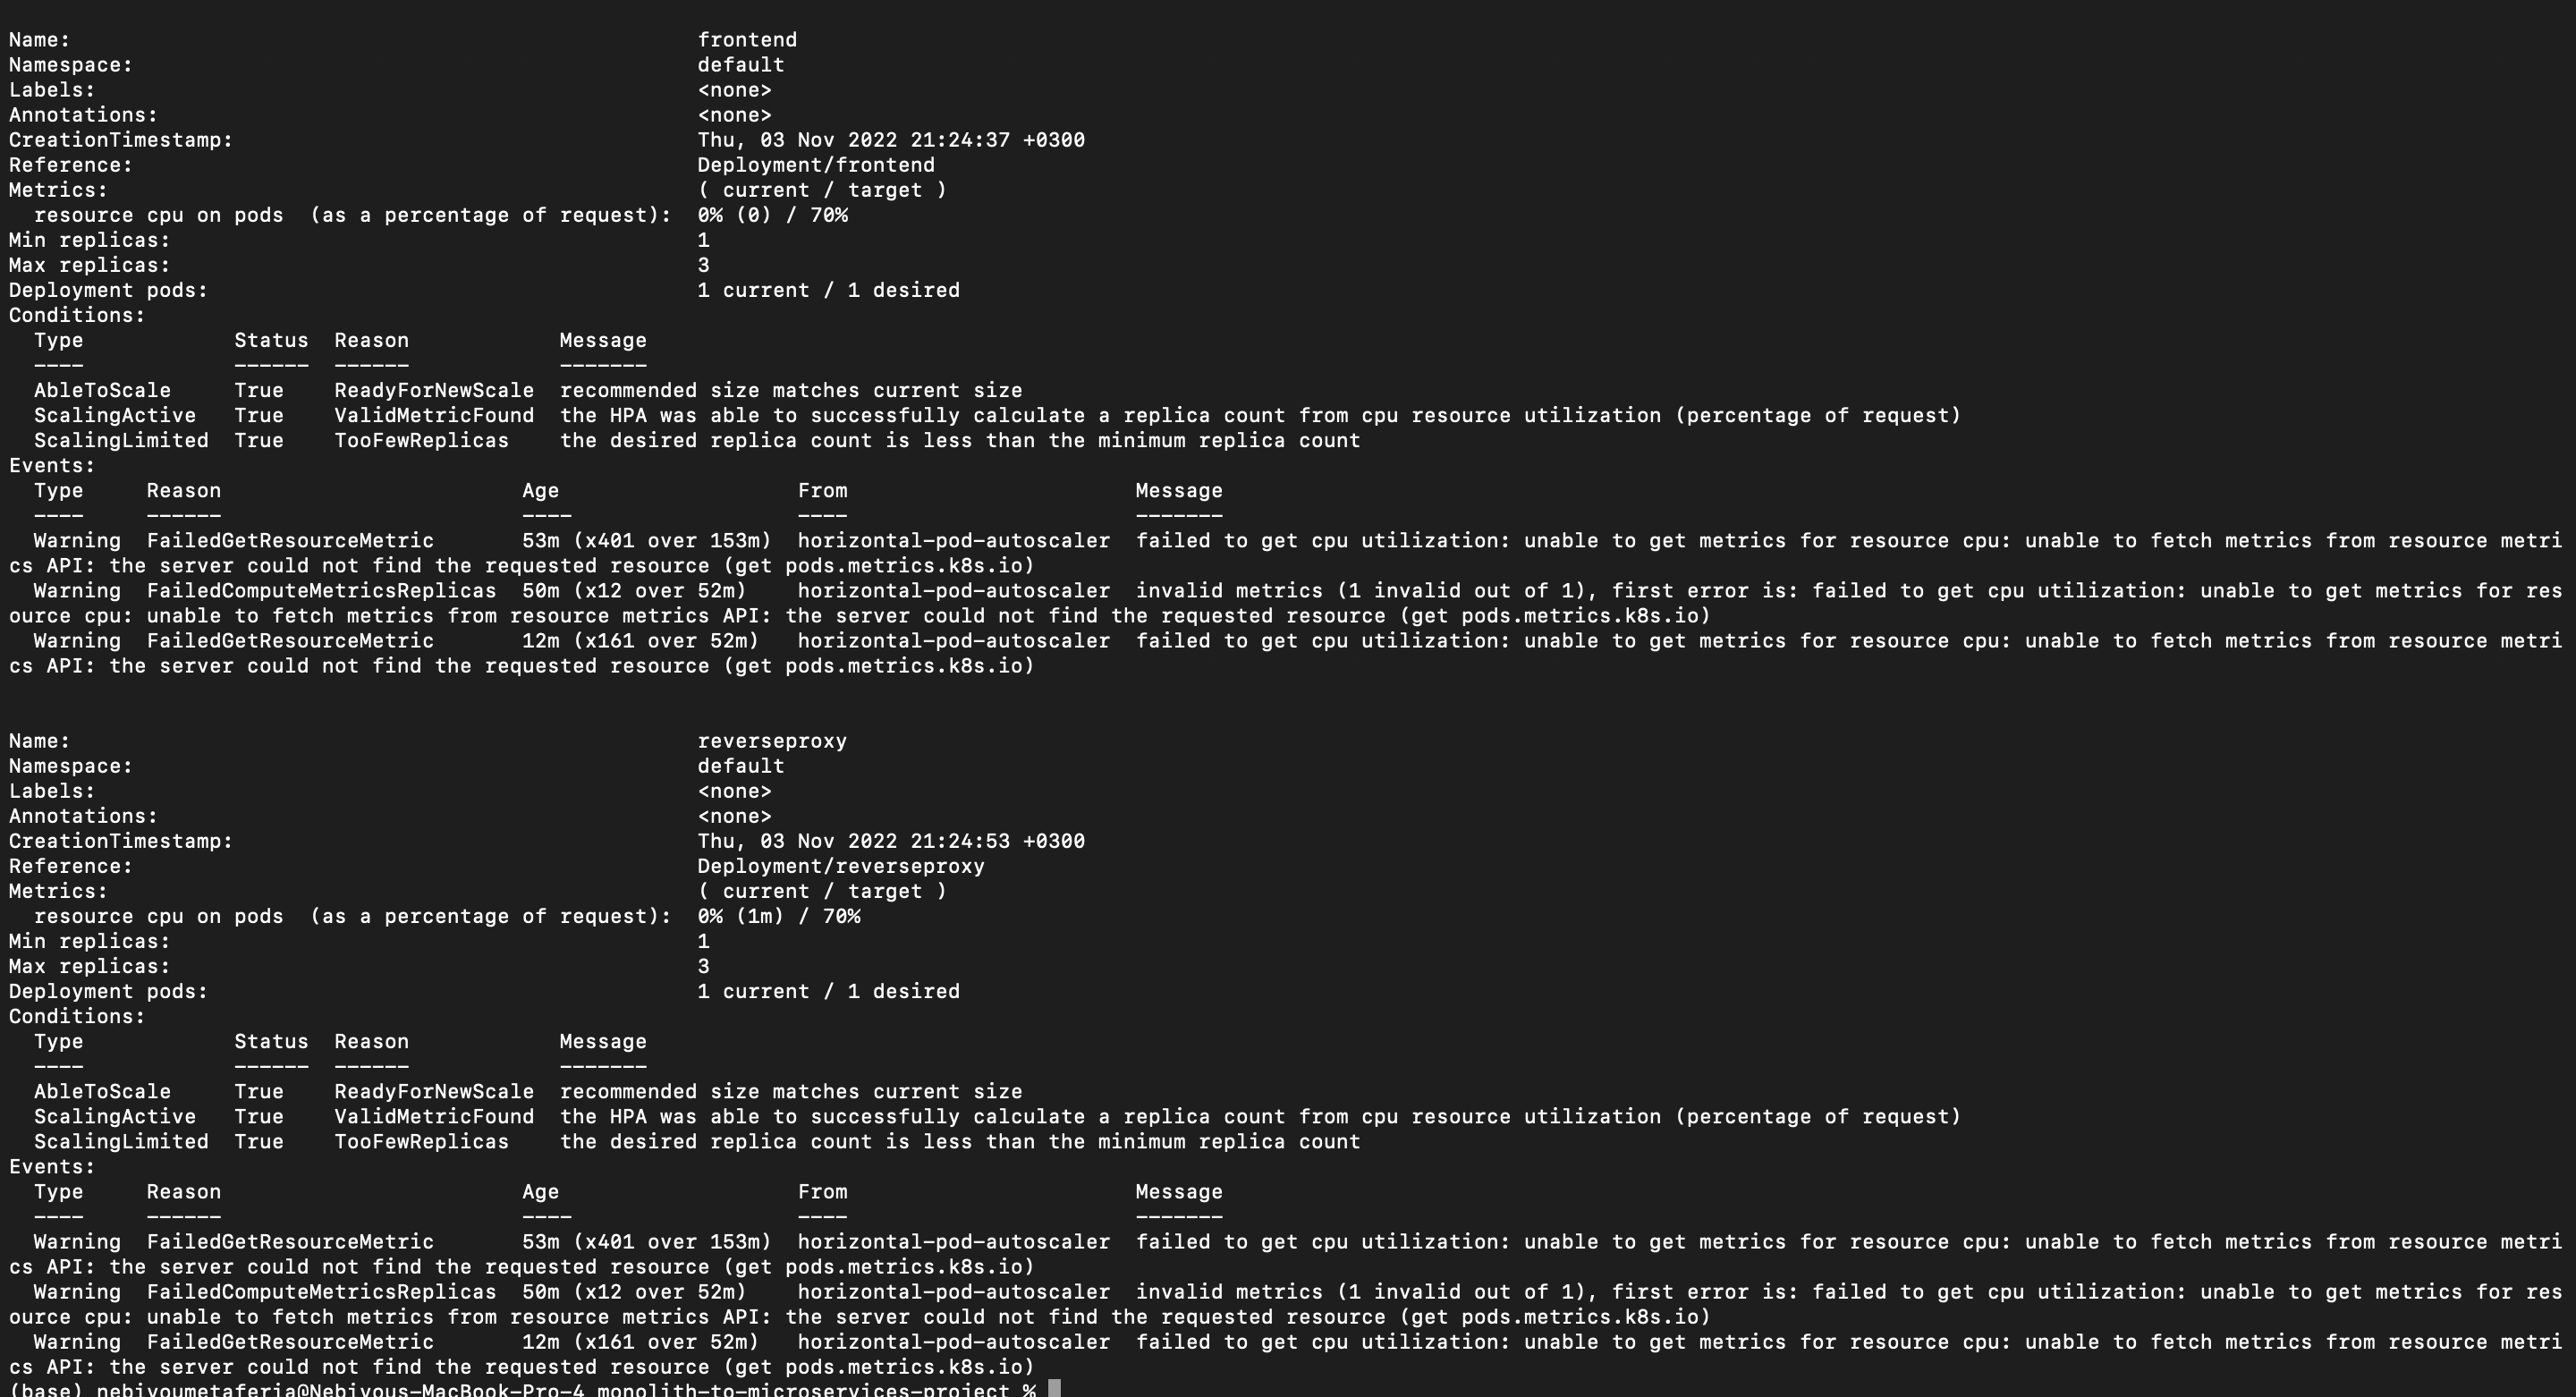 Name: frontend
Namespace: default
Labels: <none>
Annotations: <none>
CreationTimestamp: Thu, 03 Nov 2022 21:24:37 +0300
Reference: Deployment/frontend
Metrics: ( current / target )
resource cpu on pods (as a percentage of request): 0% (0) / 70%
Min replicas: 1
Max replicas: 3
Deployment pods: 1 current / 1 desired
Conditions:
Type Status Reason Message
---- ------ ------ -------
AbleToScale True ReadyForNewScale recommended size matches current size
ScalingActive True ValidMetricFound the HPA was able to successfully calculate a replica count from cpu resource utilization (percentage of request)
ScalingLimited True TooFewReplicas the desired replica count is less than the minimum replica count
Events:
Type Reason Age From Message
---- ------ ---- ---- -------
Warning FailedGetResourceMetric 53m (x401 over 153m) horizontal-pod-autoscaler failed to get cpu utilization: unable to get metrics for resource cpu: unable to fetch metrics from resource metri
cs API: the server could not find the requested resource (get pods.metrics.k8s.io)
Warning FailedComputeMetricsReplicas 50m (x12 over 52m) horizontal-pod-autoscaler invalid metrics (1 invalid out of 1), first error is: failed to get cpu utilization: unable to get metrics for res
ource cpu: unable to fetch metrics from resource metrics API: the server could not find the requested resource (get pods.metrics.k8s.io)
Warning FailedGetResourceMetric 12m (x161 over 52m) horizontal-pod-autoscaler failed to get cpu utilization: unable to get metrics for resource cpu: unable to fetch metrics from resource metri
cs API: the server could not find the requested resource (get pods.metrics.k8s.io)
Name: reverseproxy
Namespace: default
Labels: <none>
Annotations: <none>
CreationTimestamp: Thu, 03 Nov 2022 21:24:53 +0300
Reference: Deployment/reverseproxy
Metrics: ( current / target )
resource cpu on pods (as a percentage of request): 0% (1m) / 70%
Min replicas: 1
Max replicas: 3
Deployment pods: 1 current / 1 desired
Conditions:
Type Status Reason Message
---- ------ ------ -------
AbleToScale True ReadyForNewScale recommended size matches current size
ScalingActive True ValidMetricFound the HPA was able to successfully calculate a replica count from cpu resource utilization (percentage of request)
ScalingLimited True TooFewReplicas the desired replica count is less than the minimum replica count
Events:
Type Reason Age From Message
---- ------ ---- ---- -------
Warning FailedGetResourceMetric 53m (x401 over 153m) horizontal-pod-autoscaler failed to get cpu utilization: unable to get metrics for resource cpu: unable to fetch metrics from resource metri
cs API: the server could not find the requested resource (get pods.metrics.k8s.io)
Warning FailedComputeMetricsReplicas 50m (x12 over 52m) horizontal-pod-autoscaler invalid metrics (1 invalid out of 1), first error is: failed to get cpu utilization: unable to get metrics for res
ource cpu: unable to fetch metrics from resource metrics API: the server could not find the requested resource (get pods.metrics.k8s.io)
Warning FailedGetResourceMetric 12m (x161 over 52m) horizontal-pod-autoscaler failed to get cpu utilization: unable to get metrics for resource cpu: unable to fetch metrics from resource metri
cs API: the server could not find the requested resource (get pods.metrics.k8s.io)
(base) nebiyoumetaferia@Nebiyous-MacBook-Pro-4 monolith-to-microservices-project %